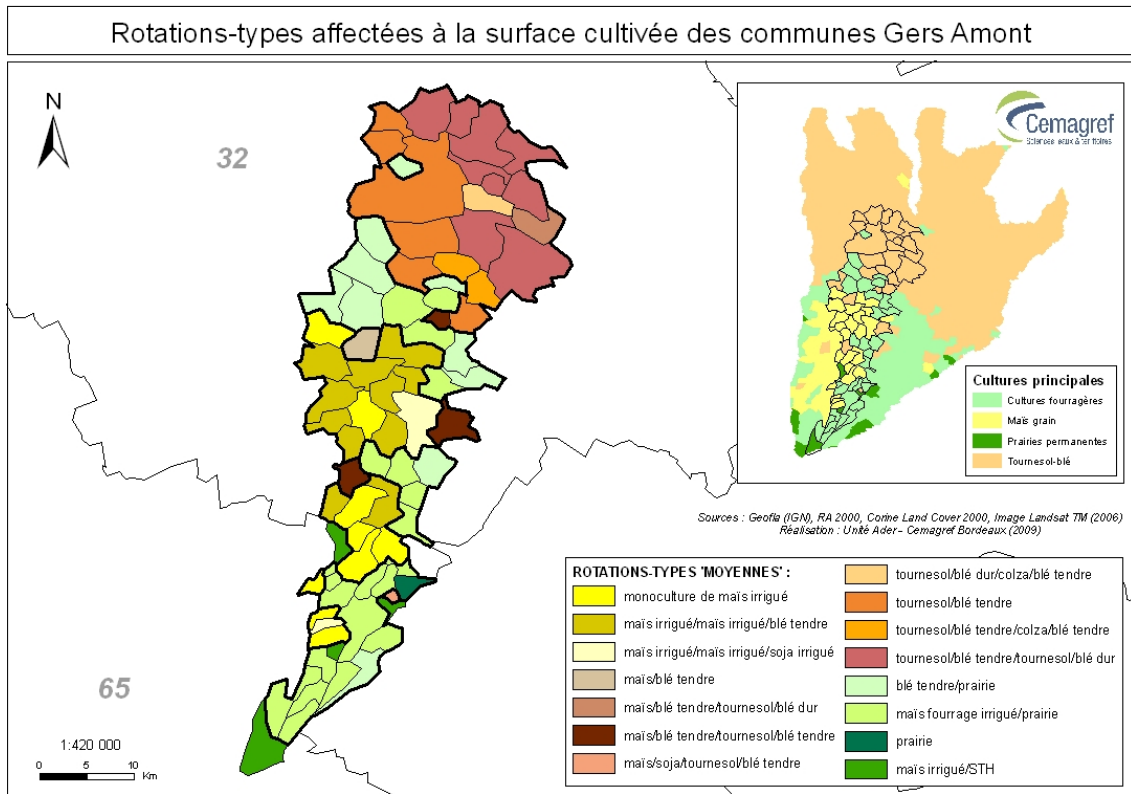 Rotations-types affectées à la surface cultivée des communes Gers Amont
N
32
65
1:420 000
0 5 10
Km
Cemagref
Sciences, eaux & territoires
Cultures principales
Cultures fourragères
Maïs grain
Prairies permanentes
Tournesol-blé
Sources : Geofla (IGN), RA 2000, Corine Land Cover 2000, Image Landsat TM (2006)
Réalisation : Unité Ader - Cemagref Bordeaux (2009)
ROTATIONS-TYPES 'MOYENNES' :
monoculture de maïs irrigué
maïs irrigué/maïs irrigué/blé tendre
maïs irrigué/maïs irrigué/soja irrigué
maïs/blé tendre
maïs/blé tendre/tournesol/blé dur
maïs/blé tendre/tournesol/blé tendre
maïs/soja/tournesol/blé tendre
tournesol/blé dur/colza/blé tendre
tournesol/blé tendre
tournesol/blé tendre/colza/blé tendre
tournesol/blé tendre/tournesol/blé dur
blé tendre/prairie
maïs fourrage irrigué/prairie
prairie
maïs irrigué/STH